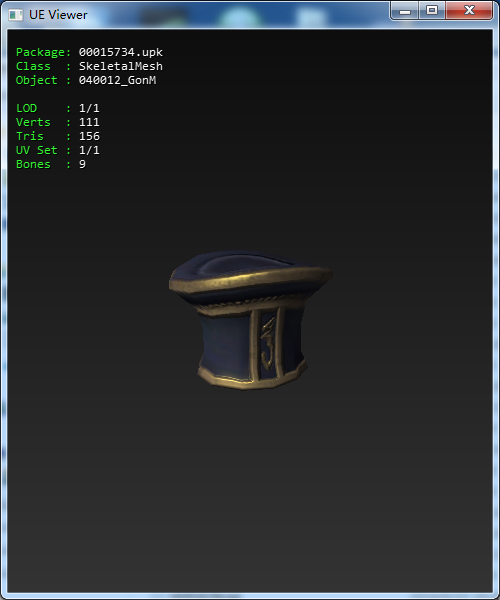 UE Viewer
Package: 00015734.upk
Class  : SkeletalMesh
Object : 040012_GonM
LOD    : 1/1
Verts  : 111
Tris   : 156
UV Set : 1/1
Bones  : 9